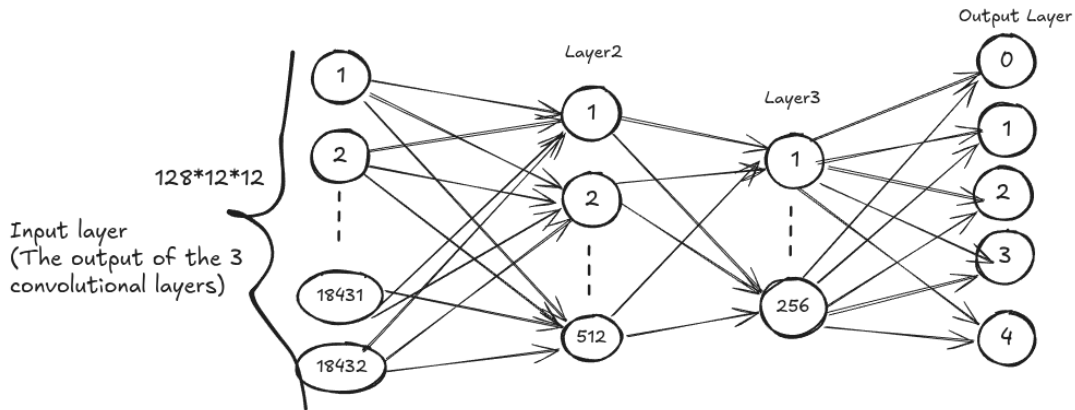 Output Layer
Layer2
Layer3
128*12*12
Input layer
(The output of the 3
convolutional layers)
1
2
18431
18432
1
2
512
1
256
0
1
2
3
4